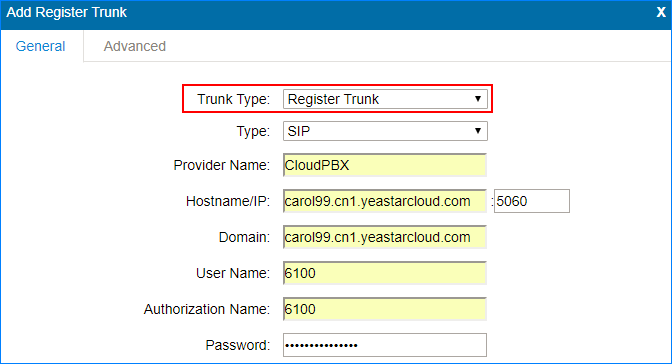 Add Register Trunk X
General Advanced
Trunk Type: Register Trunk
Type: SIP
Provider Name: CloudPBX
Hostname/IP: carol99.cn1.yeastarcloud.com :5060
Domain: carol99.cn1.yeastarcloud.com
User Name: 6100
Authorization Name: 6100
Password: •••••••••••••••